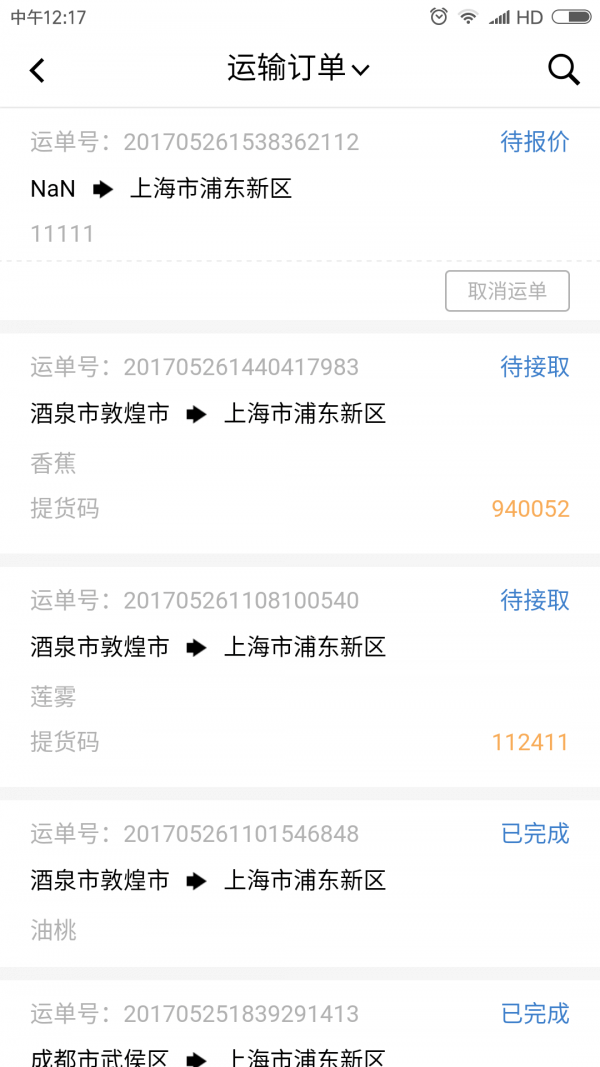 中午12:17 HD
运输订单
运单号：201705261538362112 待报价
NaN 上海市浦东新区
11111
取消运单
运单号：201705261440417983 待接取
酒泉市敦煌市 上海市浦东新区
香蕉
提货码 940052
运单号：201705261108100540 待接取
酒泉市敦煌市 上海市浦东新区
莲雾
提货码 112411
运单号：201705261101546848 已完成
酒泉市敦煌市 上海市浦东新区
油桃
运单号：201705251839291413 已完成
成都市武侯区 上海市浦东新区